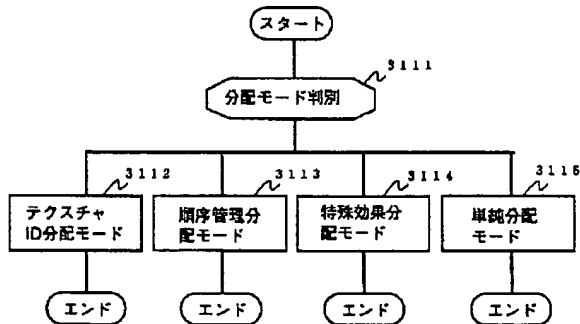 スタート
3111
分配モード判別
3112
3113
3114
3115
テクスチャ
ID分配モード
順序管理分
配モード
特殊効果分
配モード
単純分配
モード
エンド
エンド
エンド
エンド